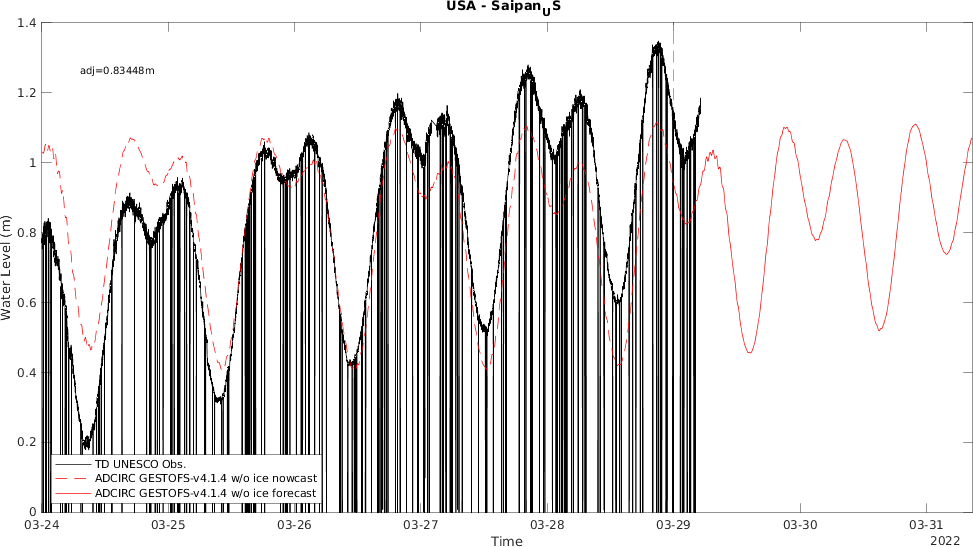 USA - Saipan_US
adj=0.83448m
Water Level (m)
1.4
1.2
1
0.8
0.6
0.4
0.2
0
TD UNESCO Obs.
ADCIRC GESTOFS-v4.1.4 w/o ice nowcast
ADCIRC GESTOFS-v4.1.4 w/o ice forecast
03-24 03-25 03-26 03-27 03-28 03-29 03-30 03-31
Time
2022